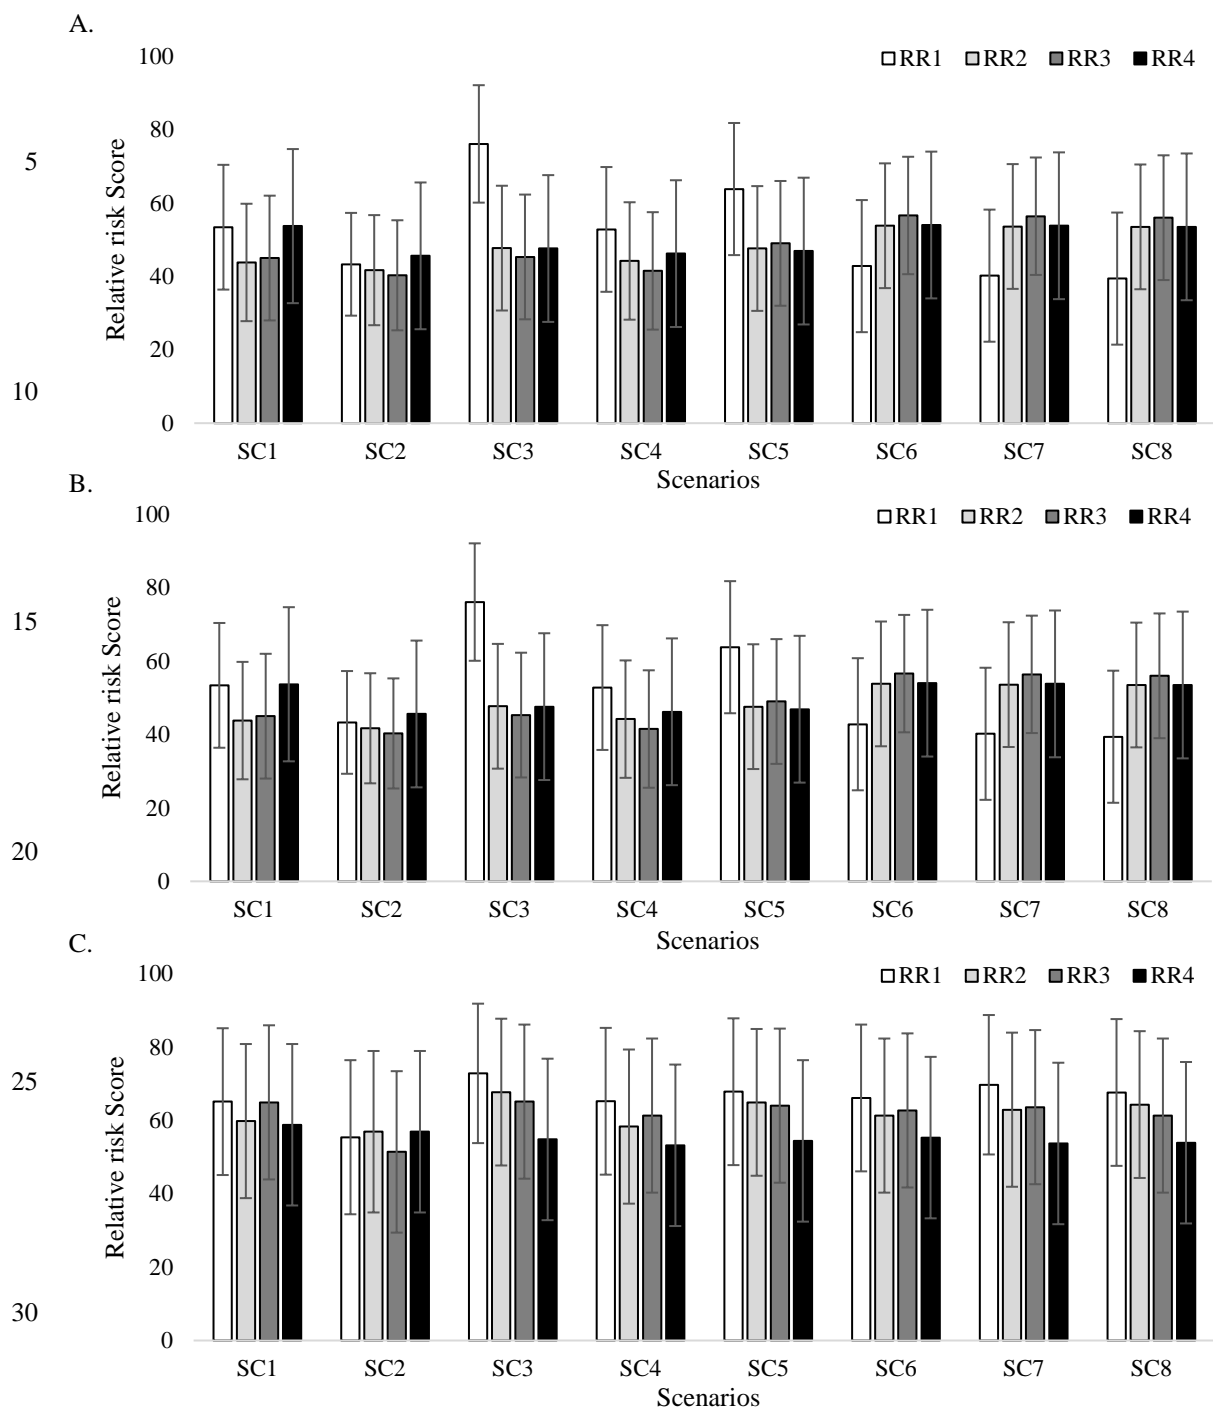 A.
100
RR1 RR2 RR3 RR4
80
5
60
40
10
20
0
Relative risk Score
SC1 SC2 SC3 SC4 SC5 SC6 SC7 SC8
Scenarios
B.
100
RR1 RR2 RR3 RR4
80
15
60
40
20
20
0
Relative risk Score
SC1 SC2 SC3 SC4 SC5 SC6 SC7 SC8
Scenarios
C.
100
RR1 RR2 RR3 RR4
80
25
60
40
20
30
0
Relative risk Score
SC1 SC2 SC3 SC4 SC5 SC6 SC7 SC8
Scenarios